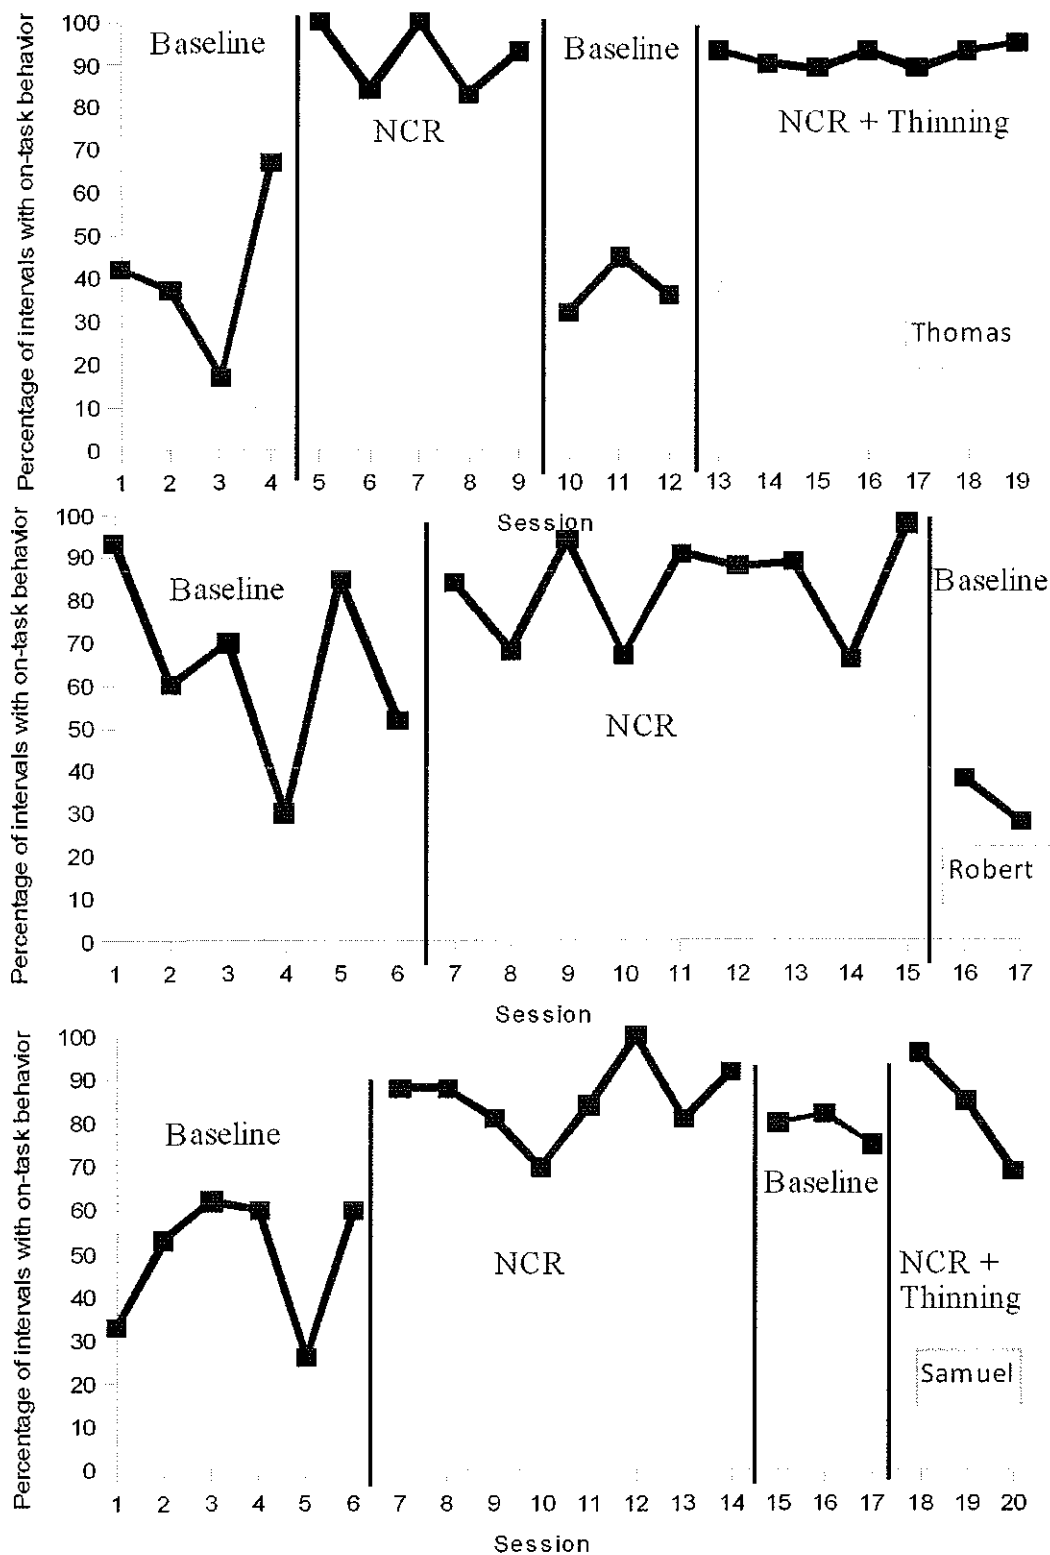 Percentage of intervals with on-task behavior
100
90
80
70
60
50
40
30
20
10
0
Baseline
NCR
Baseline
NCR + Thinning
Thomas
1 2 3 4 5 6 7 8 9 10 11 12 13 14 15 16 17 18 19
Session
Percentage of intervals with on-task behavior
100
90
80
70
60
50
40
30
20
10
0
Baseline
NCR
Baseline
Robert
1 2 3 4 5 6 7 8 9 10 11 12 13 14 15 16 17
Session
Percentage of intervals with on-task behavior
100
90
80
70
60
50
40
30
20
10
0
Baseline
NCR
Baseline
NCR +
Thinning
Samuel
1 2 3 4 5 6 7 8 9 10 11 12 13 14 15 16 17 18 19 20
Session